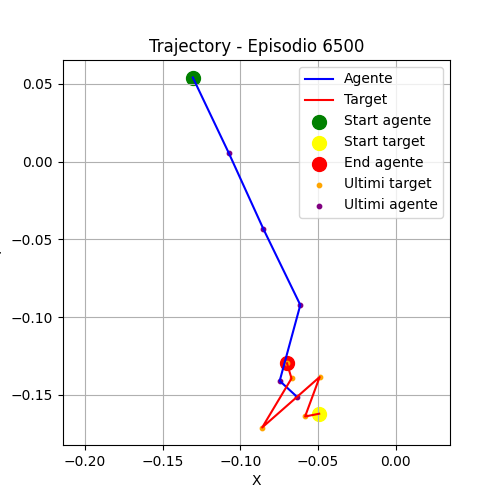 Trajectory - Episodio 6500
Agente
Target
Start agente
Start target
End agente
Ultimi target
Ultimi agente
0.05
0.00
−0.05
−0.10
−0.15
−0.20
−0.15
−0.10
−0.05
0.00
X